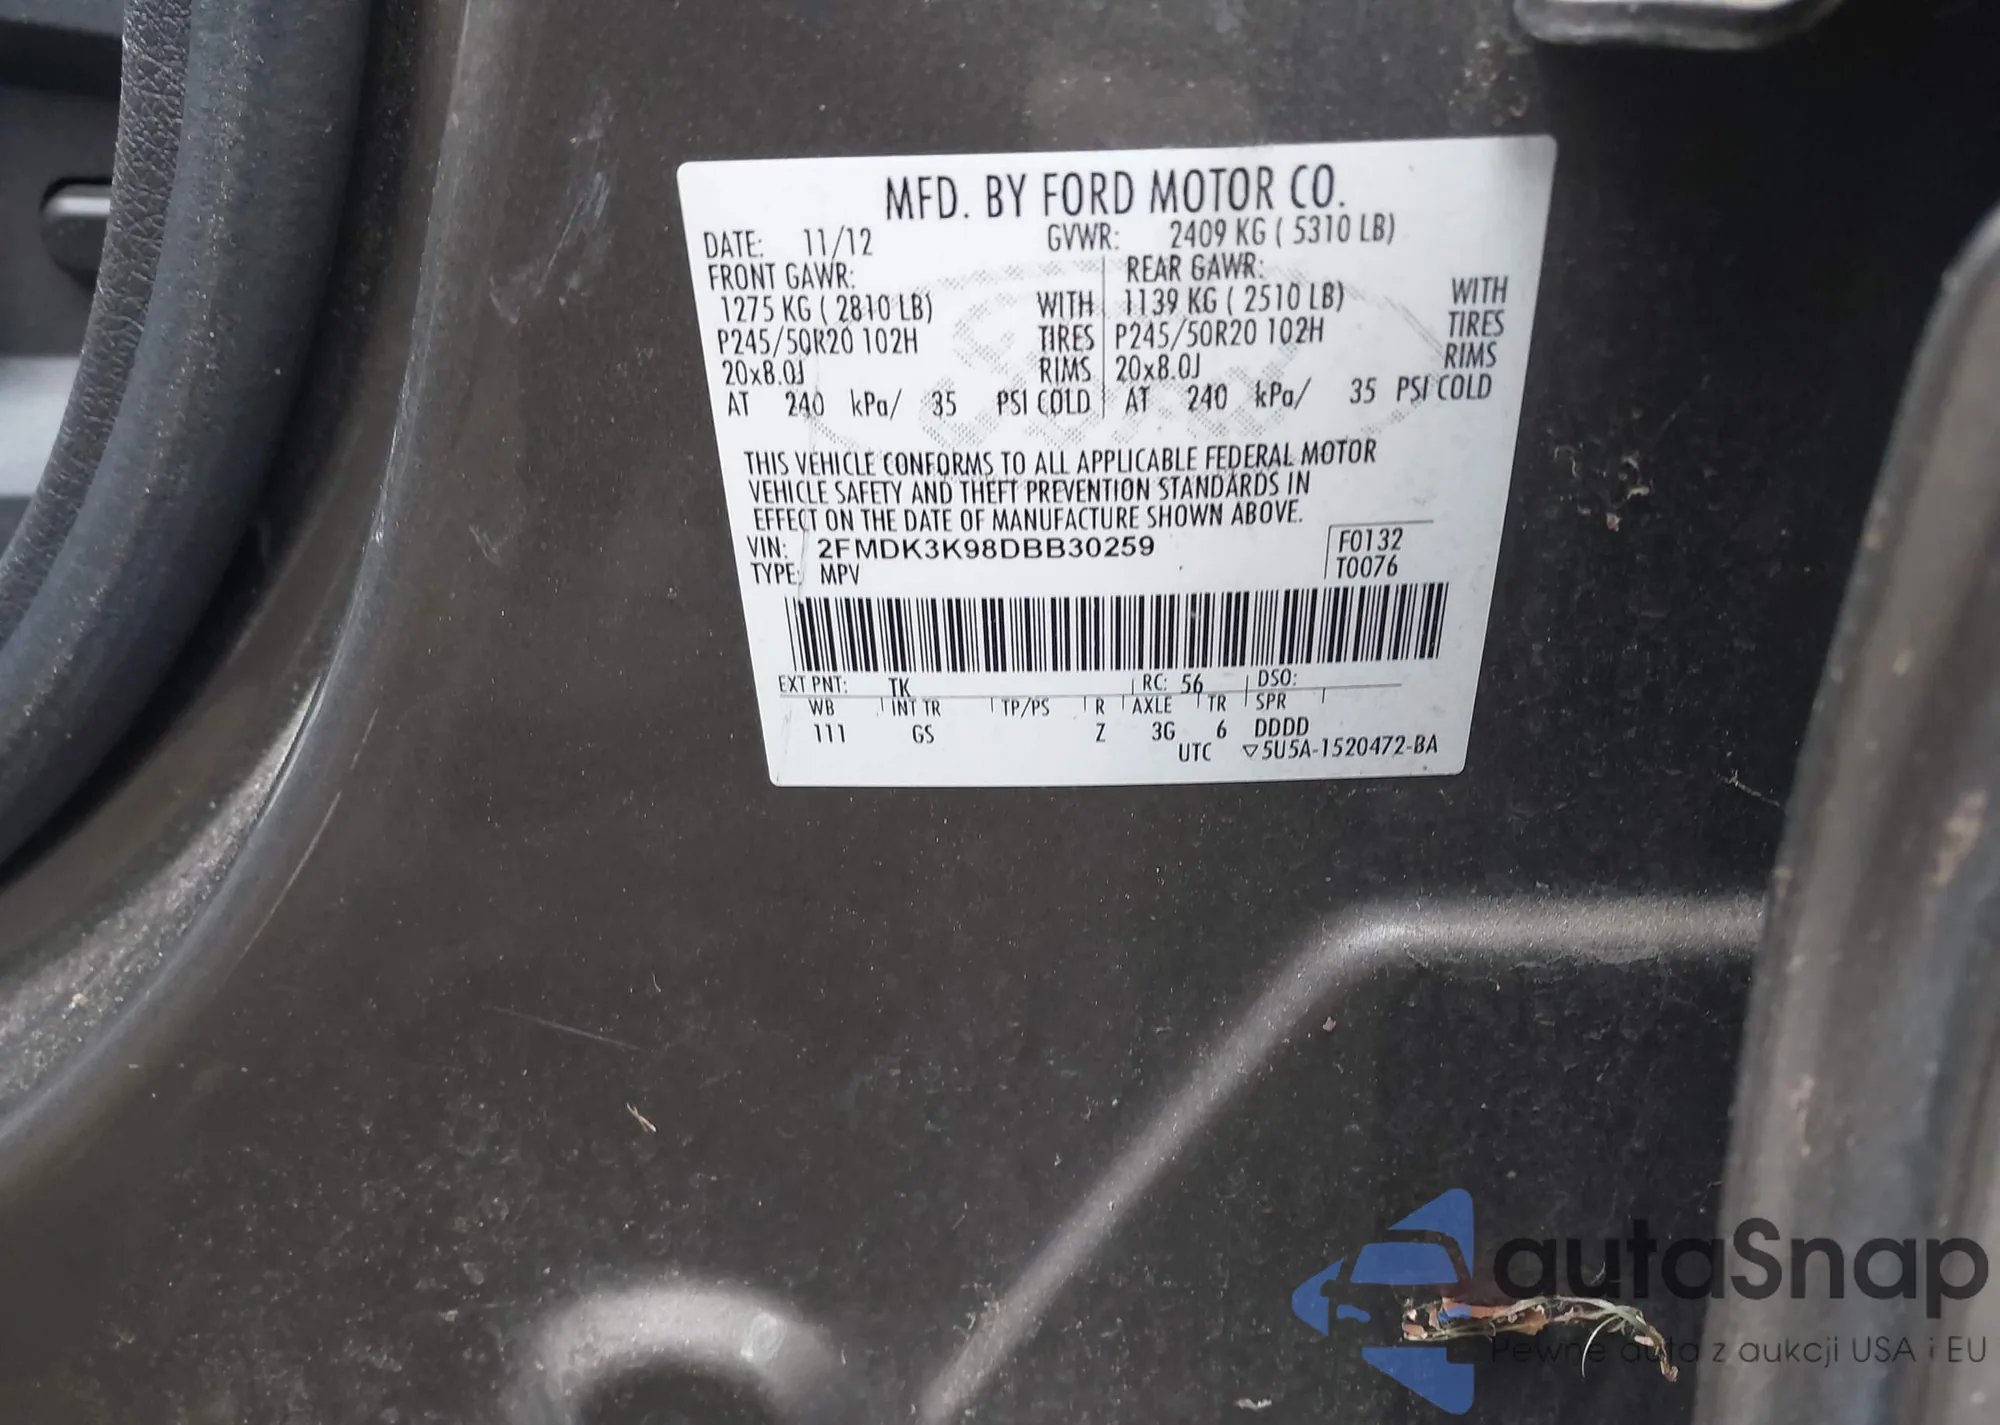 MFD. BY FORD MOTOR CO.
DATE: 11/12 GVWR: 2409 KG ( 5310 LB)
FRONT GAWR: REAR GAWR:
1275 KG ( 2810 LB) WITH 1139 KG ( 2510 LB) WITH
P245/50R20 102H TIRES P245/50R20 102H TIRES
20x8.0J RIMS 20x8.0J RIMS
AT 240 kPa/ 35 PSI COLD AT 240 kPa/ 35 PSI COLD
THIS VEHICLE CONFORMS TO ALL APPLICABLE FEDERAL MOTOR
VEHICLE SAFETY AND THEFT PREVENTION STANDARDS IN
EFFECT ON THE DATE OF MANUFACTURE SHOWN ABOVE.
VIN: 2FMDK3K98DBB30259 F0132
TYPE: MPV T0076
EXT PNT: TK RC: 56 DSO:
WB INT TR TP/PS R AXLE TR SPR
111 GS Z 3G 6 DDDD
UTC ▽5U5A-1520472-BA
autaSnap
Pewne auta z aukcji USA i EU